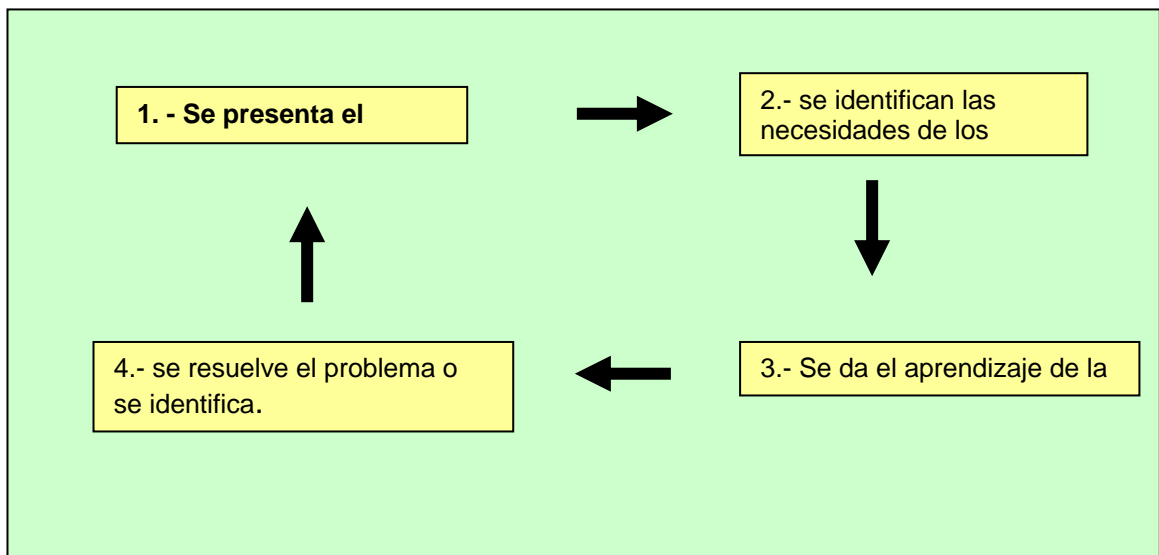 1. - Se presenta el
2.- se identifican las
necesidades de los
3.- Se da el aprendizaje de la
4.- se resuelve el problema o
se identifica.